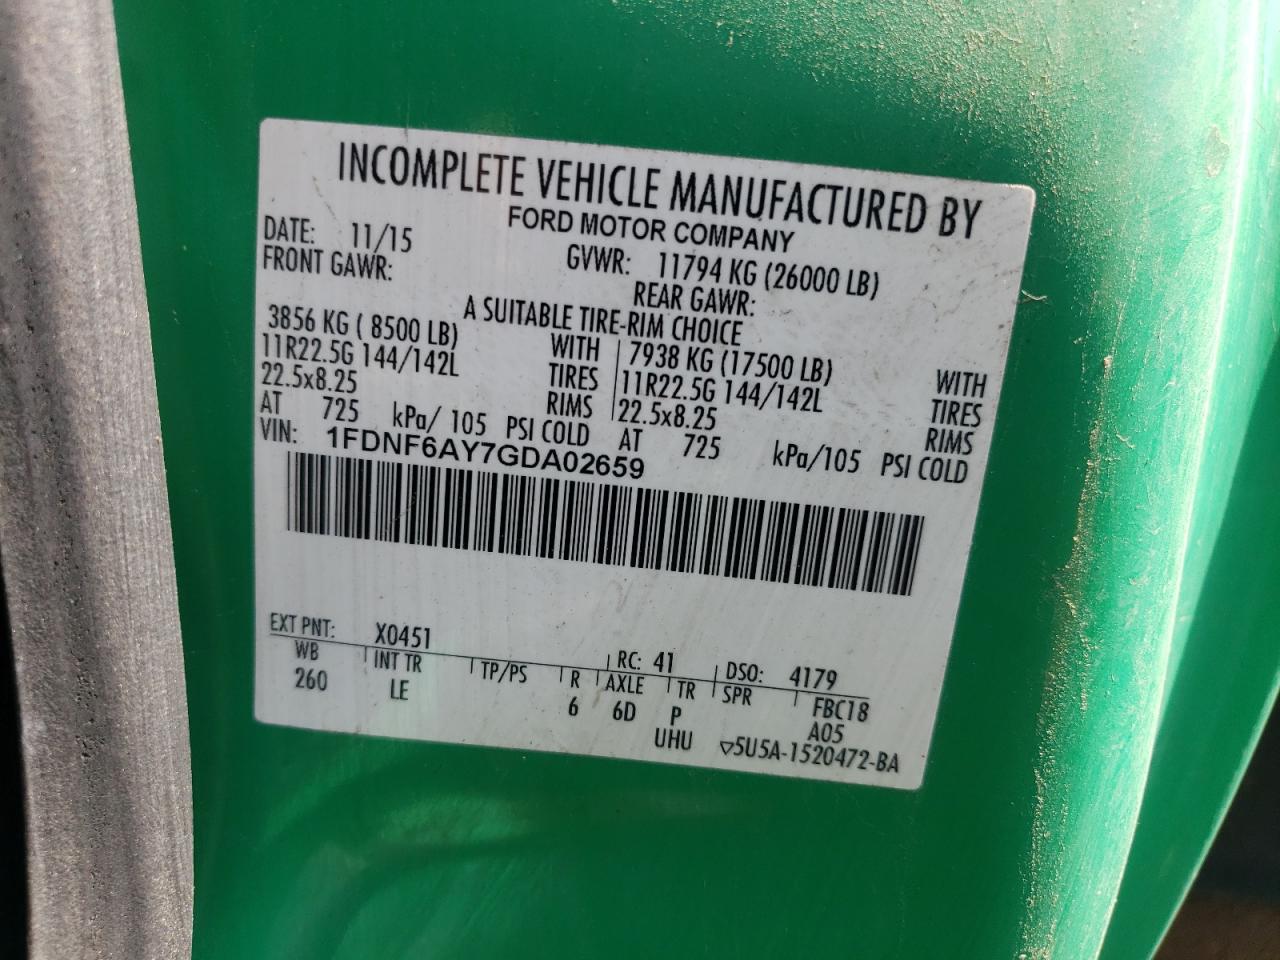 INCOMPLETE VEHICLE MANUFACTURED BY
FORD MOTOR COMPANY
DATE: 11/15 GVWR: 11794 KG (26000 LB)
FRONT GAWR: REAR GAWR:
A SUITABLE TIRE-RIM CHOICE
3856 KG ( 8500 LB) WITH 7938 KG (17500 LB) WITH
11R22.5G 144/142L TIRES 11R22.5G 144/142L TIRES
22.5x8.25 RIMS 22.5x8.25 RIMS
AT 725 kPa/ 105 PSI COLD AT 725 kPa/105 PSI COLD
VIN: 1FDNF6AY7GDA02659
EXT PNT: X0451 RC: 41 DSO: 4179
WB INT TR TP/PS R AXLE TR SPR FBC18
260 LE 6 6D P A05
UHU ▽5U5A-1520472-BA